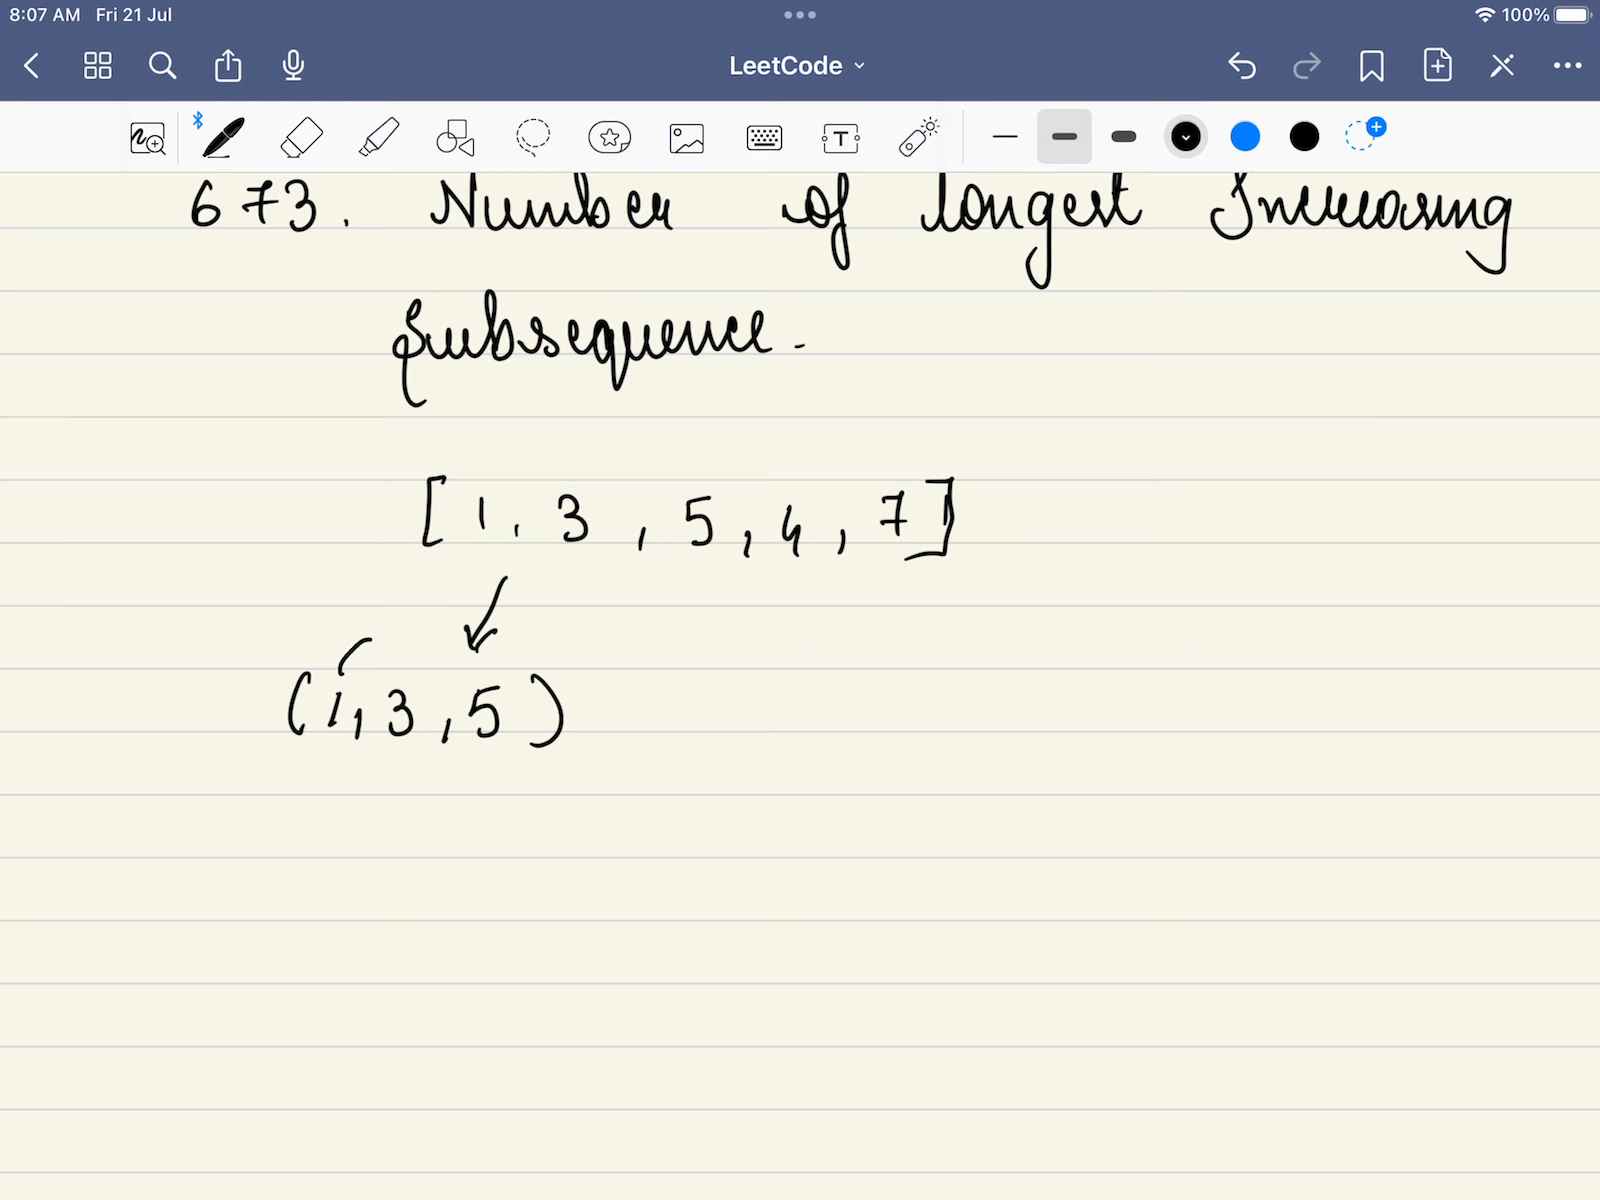 8:07 AM Fri 21 Jul
100%
LeetCode
T
673. Number of longest Increasing
Subsequence.
[1, 3, 5, 4, 7]
(1, 3, 5)